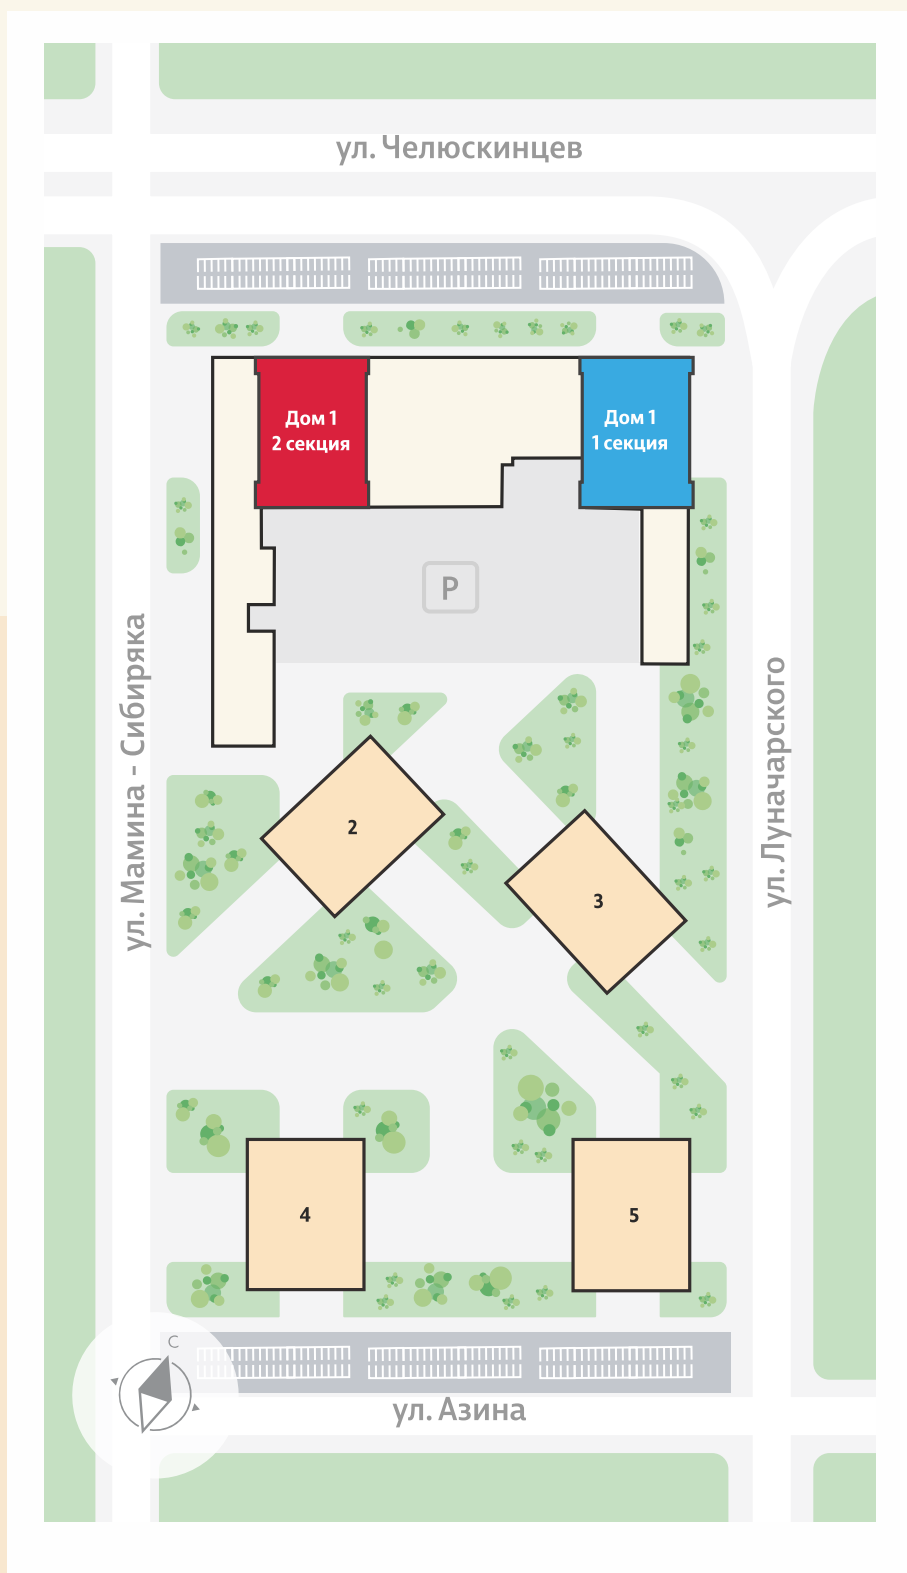 ул. Челюскинцев
Дом 1
2 секция
Дом 1
1 секция
P
ул. Мамина - Сибиряка
ул. Луначарского
2
3
4
5
С
ул. Азина